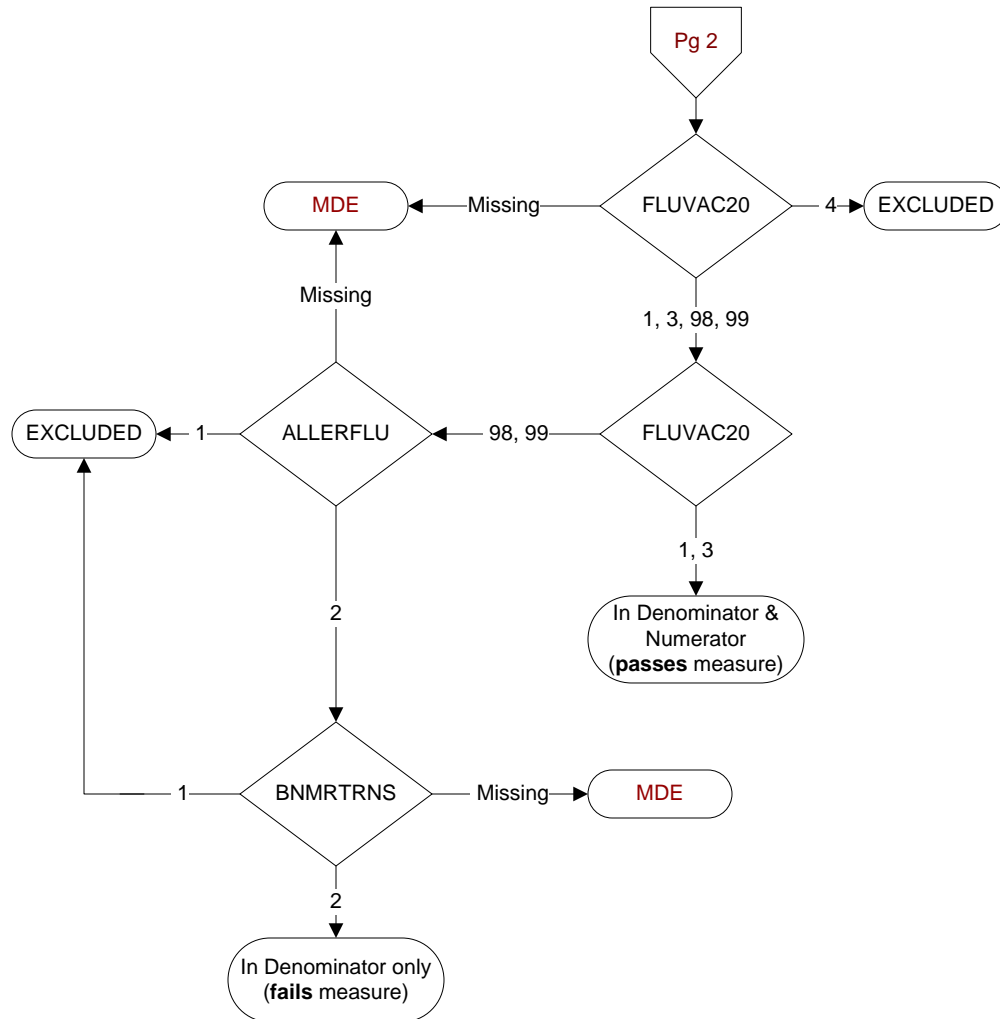 Pg 2
MDE
Missing
FLUVAC20
4
EXCLUDED
Missing
1, 3, 98, 99
EXCLUDED
1
ALLERFLU
98, 99
FLUVAC20
1, 3
2
In Denominator &
Numerator
(passes measure)
1
BNMRTRNS
Missing
MDE
2
In Denominator only
(fails measure)